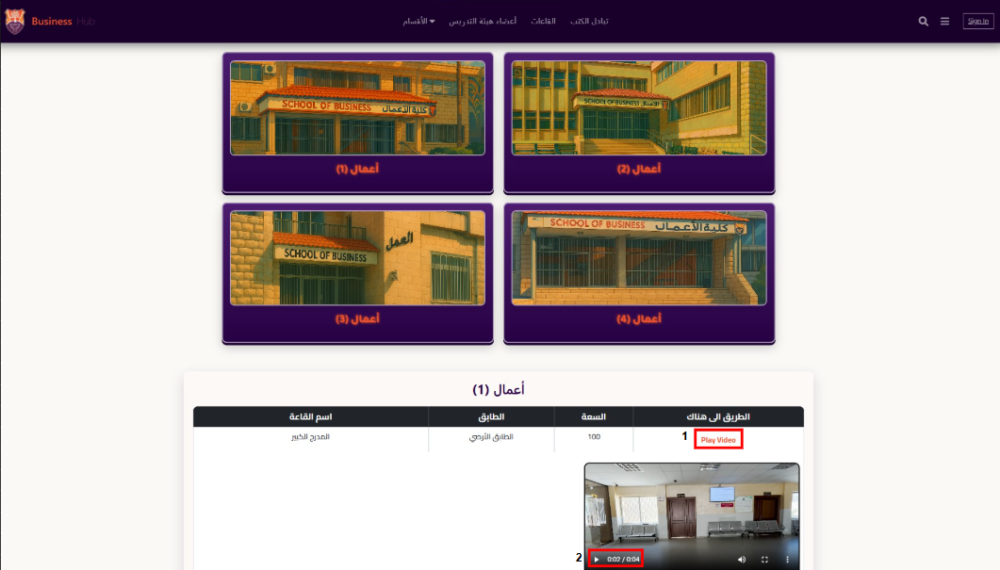 Business Hub
تبادل الكتب القاعات أعضاء هيئة التدريس الأقسام
Sign In
SCHOOL OF BUSINESS كلية الأعمال
أعمال (1)
SCHOOL OF BUSINESS
أعمال (2)
SCHOOL OF BUSINESS العمل
أعمال (3)
SCHOOL OF BUSINESS كلية الأعمال
أعمال (4)
أعمال (1)
اسم القاعة الطابق السعة الطريق الى هناك
المدرج الكبير الطابق الأرضي 100 1 Play Video
2 0:02 / 0:04